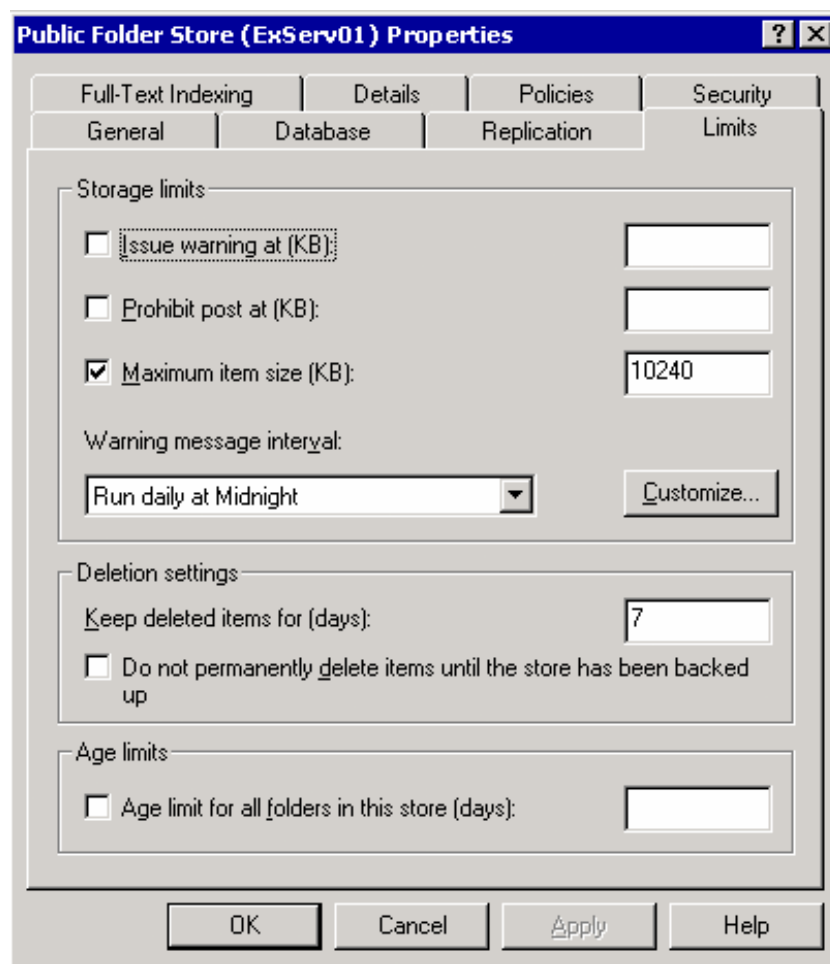 Public Folder Store (ExServ01) Properties
Full-Text Indexing Details Policies Security
General Database Replication Limits
Storage limits
Issue warning at (KB):
Prohibit post at (KB):
Maximum item size (KB): 10240
Warning message interval:
Run daily at Midnight Customize...
Deletion settings
Keep deleted items for (days): 7
Do not permanently delete items until the store has been backed
up
Age limits
Age limit for all folders in this store (days):
OK Cancel Apply Help